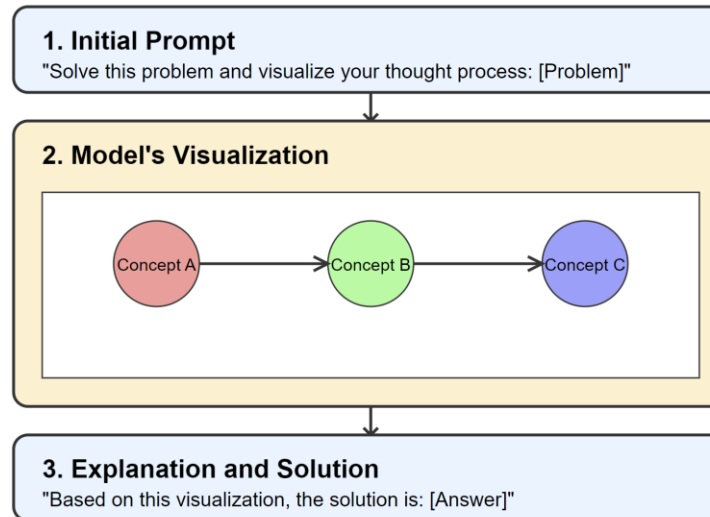 1. Initial Prompt
"Solve this problem and visualize your thought process: [Problem]"
2. Model's Visualization
Concept A
Concept B
Concept C
3. Explanation and Solution
"Based on this visualization, the solution is: [Answer]"